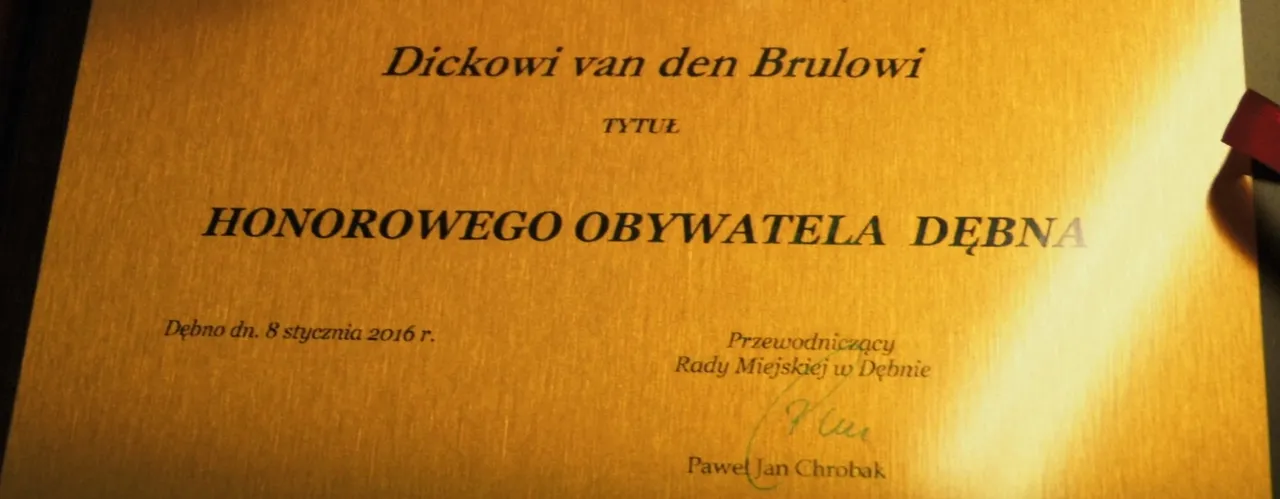 Dickowi van den Brulowi
TYTUŁ
HONOROWEGO OBYWATELA DĘBNA
Dębno dn. 8 stycznia 2016 r.
Przewodniczący
Rady Miejskiej w Dębnie
Paweł Jan Chrobak